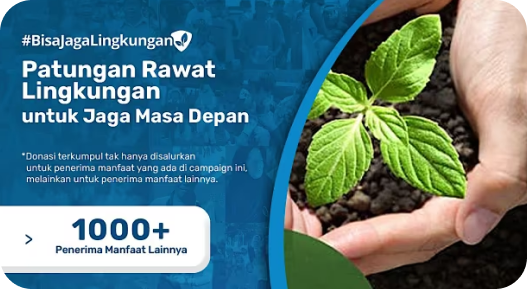 #BisaJagaLingkungan
Patungan Rawat
Lingkungan
untuk Jaga Masa Depan
*Donasi terkumpul tak hanya disalurkan
untuk penerima manfaat yang ada di campaign ini,
melainkan untuk penerima manfaat lainnya.
1000+
Penerima Manfaat Lainnya